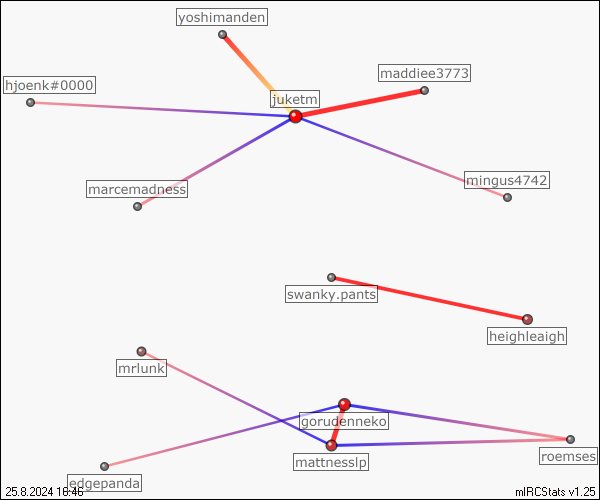 yoshimanden
maddiee3773
hjoenk#0000
juketm
mingus4742
marcemadness
swanky.pants
heighleaigh
mrlunk
gorudenneko
roemses
mattnesslp
edgepanda
25.8.2024 16:46
mIRCStats v1.25